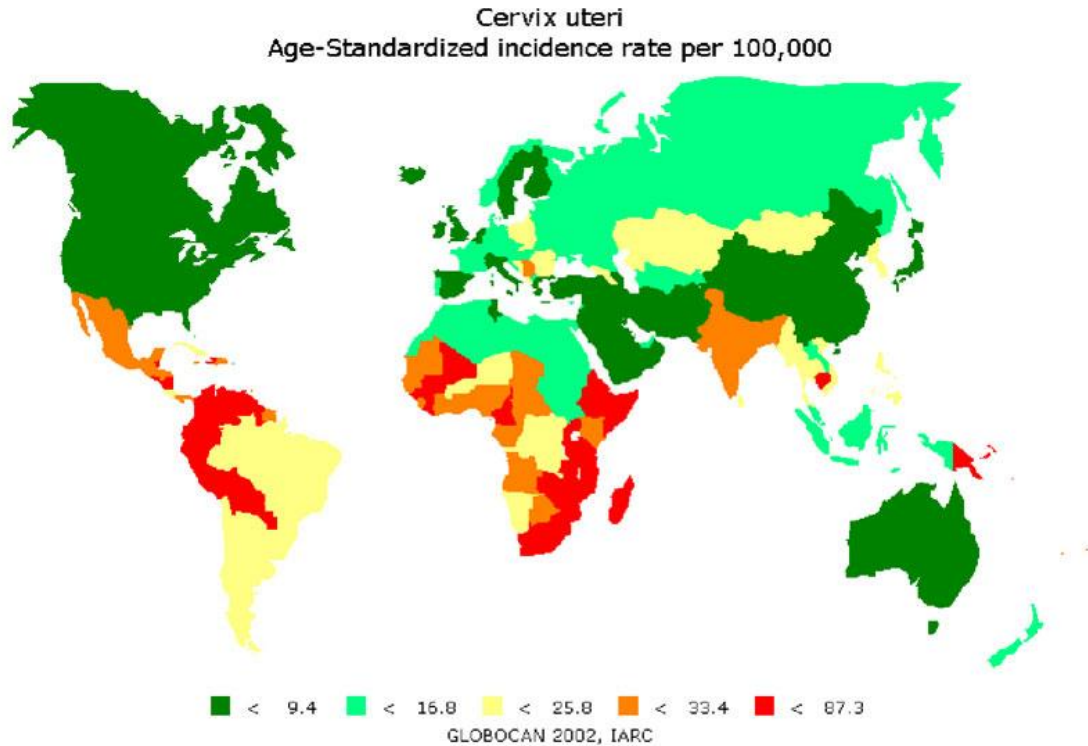 Cervix uteri
Age-Standardized incidence rate per 100,000
< 9.4 < 16.8 < 25.8 < 33.4 < 87.3
GLOBOCAN 2002, IARC